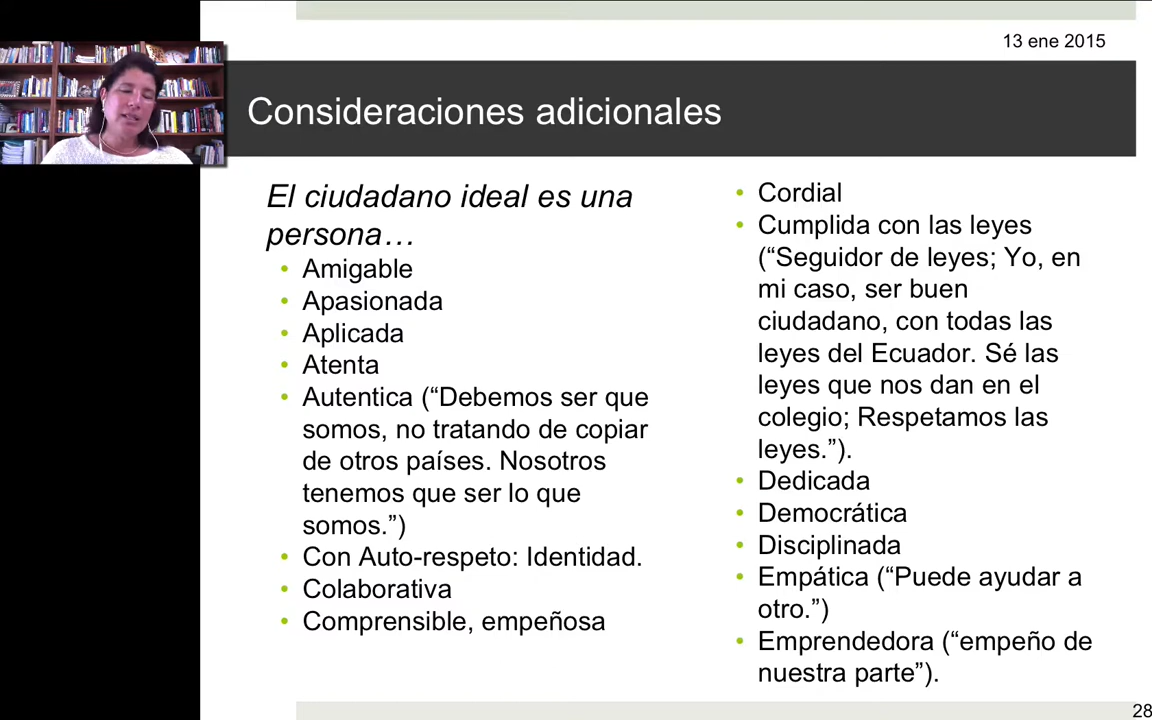 13 ene 2015
Consideraciones adicionales
El ciudadano ideal es una
persona…
• Amigable
• Apasionada
• Aplicada
• Atenta
• Autentica (“Debemos ser que
somos, no tratando de copiar
de otros países. Nosotros
tenemos que ser lo que
somos.”)
• Con Auto-respeto: Identidad.
• Colaborativa
• Comprensible, empeñosa
• Cordial
• Cumplida con las leyes
(“Seguidor de leyes; Yo, en
mi caso, ser buen
ciudadano, con todas las
leyes del Ecuador. Sé las
leyes que nos dan en el
colegio; Respetamos las
leyes.”).
• Dedicada
• Democrática
• Disciplinada
• Empática (“Puede ayudar a
otro.”)
• Emprendedora (“empeño de
nuestra parte”).
28